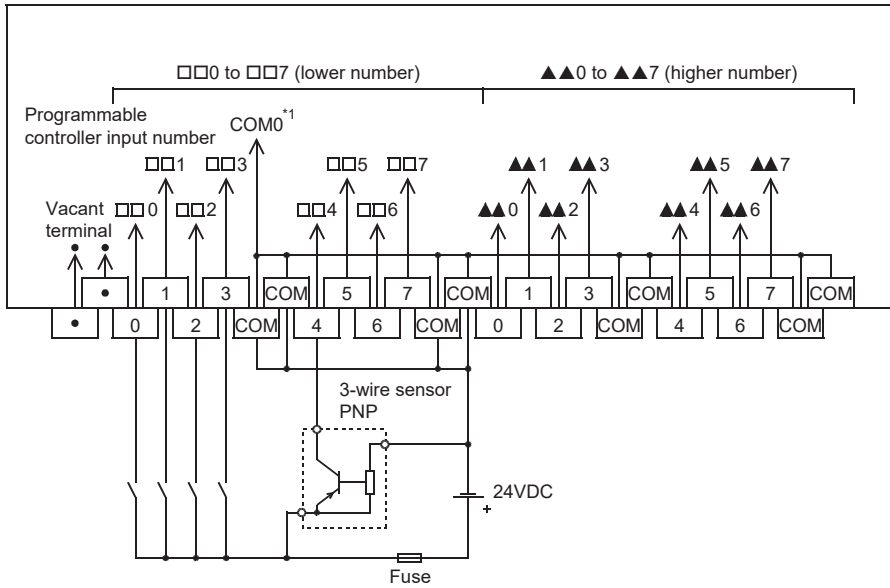 □□0 to □□7 (lower number) ▲▲0 to ▲▲7 (higher number)
Programmable
controller input number
COM0*1
□□1 □□3 □□5 □□7 ▲▲1 ▲▲3 ▲▲5 ▲▲7
Vacant
terminal
□□0 □□2 □□4 □□6 ▲▲0 ▲▲2 ▲▲4 ▲▲6
• 1 3 COM 5 7 COM 1 3 COM 5 7 COM
• 0 2 COM 4 6 COM 0 2 COM 4 6 COM
3-wire sensor
PNP
24VDC
+
Fuse